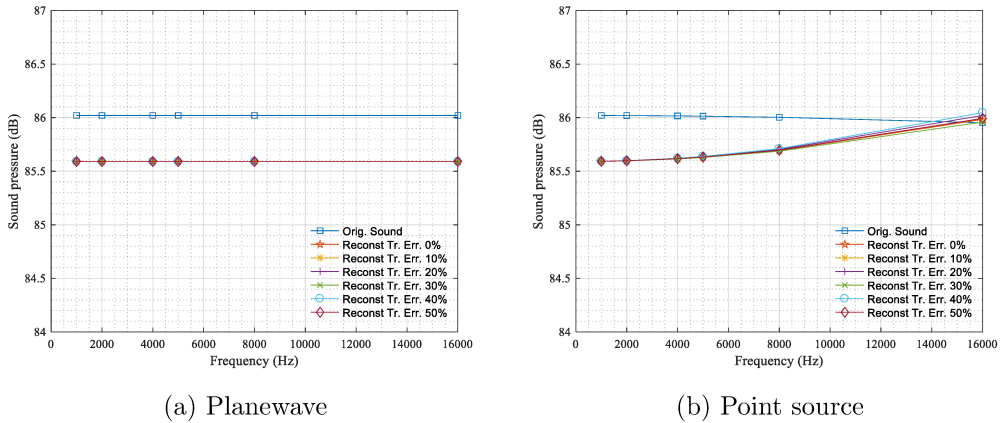 87
86.5
86
85.5
85
84.5
84
Sound pressure (dB)
Orig. Sound
Reconst Tr. Err. 0%
Reconst Tr. Err. 10%
Reconst Tr. Err. 20%
Reconst Tr. Err. 30%
Reconst Tr. Err. 40%
Reconst Tr. Err. 50%
0 2000 4000 6000 8000 10000 12000 14000 16000
Frequency (Hz)
(a) Planewave
87
86.5
86
85.5
85
84.5
84
Sound pressure (dB)
Orig. Sound
Reconst Tr. Err. 0%
Reconst Tr. Err. 10%
Reconst Tr. Err. 20%
Reconst Tr. Err. 30%
Reconst Tr. Err. 40%
Reconst Tr. Err. 50%
0 2000 4000 6000 8000 10000 12000 14000 16000
Frequency (Hz)
(b) Point source